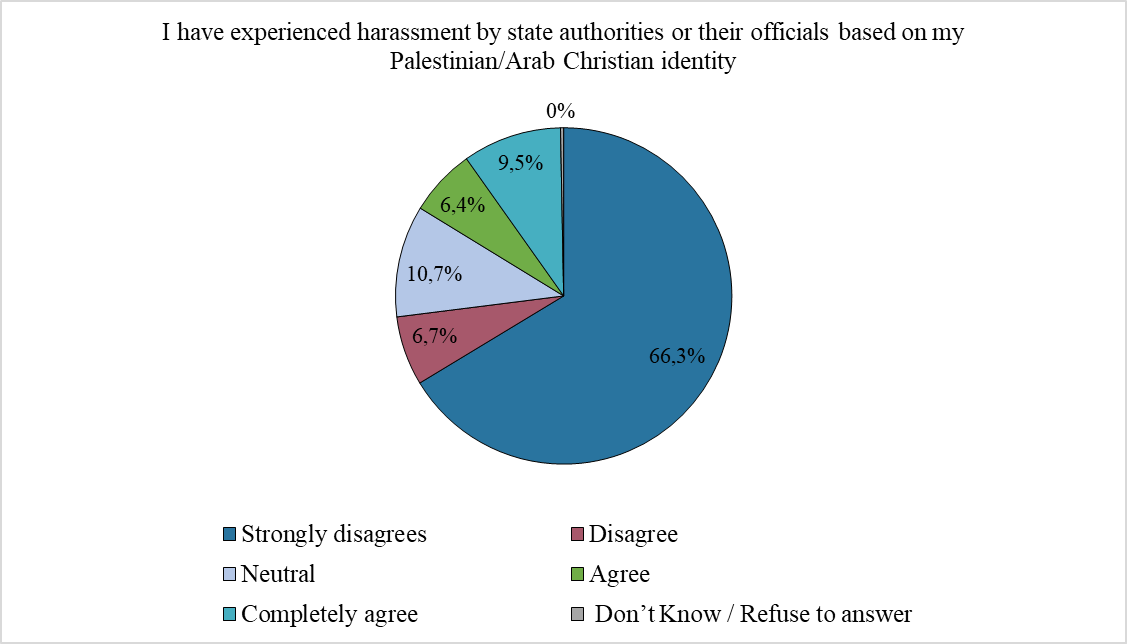 I have experienced harassment by state authorities or their officials based on my
Palestinian/Arab Christian identity
0%
9,5%
6,4%
10,7%
6,7%
66,3%
Strongly disagrees
Disagree
Neutral
Agree
Completely agree
Don’t Know / Refuse to answer